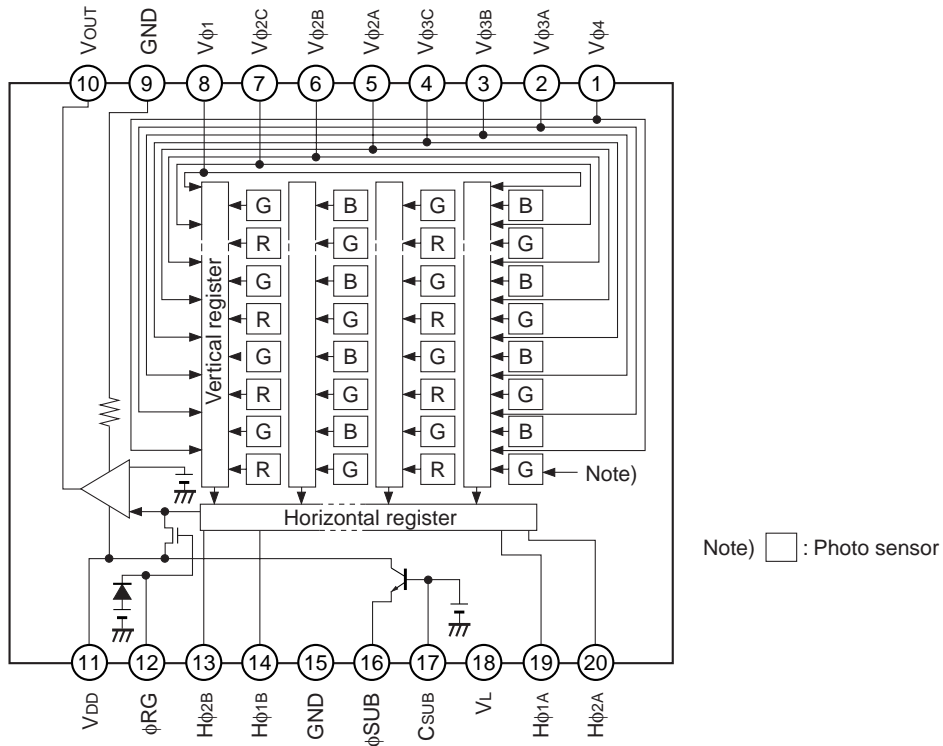 VOUT GND Vϕ1 Vϕ2C Vϕ2B Vϕ2A Vϕ3C Vϕ3B Vϕ3A Vϕ4
10 9 8 7 6 5 4 3 2 1
G B G B
R G R G
G B G B
R G R G
G B G B
R G R G
G B G B
R G R G
Vertical register
Note)
Horizontal register
Note) : Photo sensor
11 12 13 14 15 16 17 18 19 20
VDD ϕRG Hϕ2B Hϕ1B GND ϕSUB CSUB VL Hϕ1A Hϕ2A